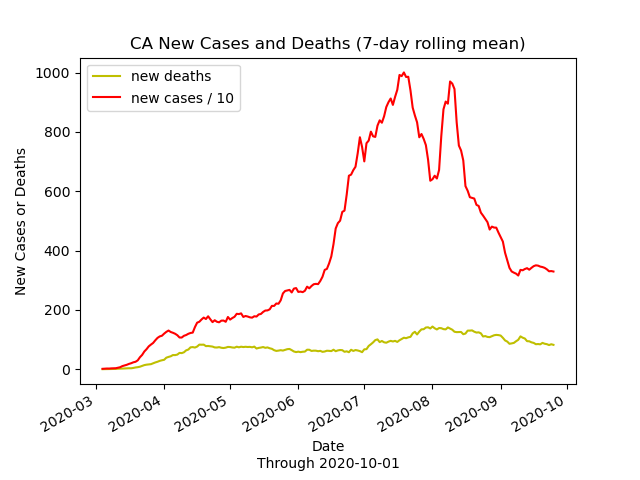 CA New Cases and Deaths (7-day rolling mean)
new deaths
new cases / 10
1000
800
600
400
200
0
New Cases or Deaths
2020-03
2020-04
2020-05
2020-06
2020-07
2020-08
2020-09
2020-10
Date
Through 2020-10-01